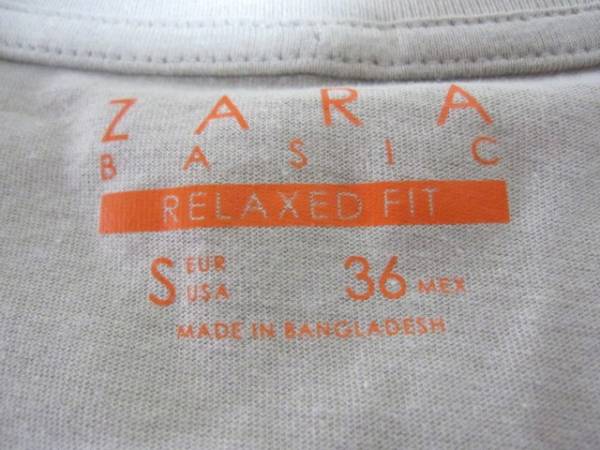 ZARA
BASIC
RELAXED FIT
S EUR USA 36 MEX
MADE IN BANGLADESH